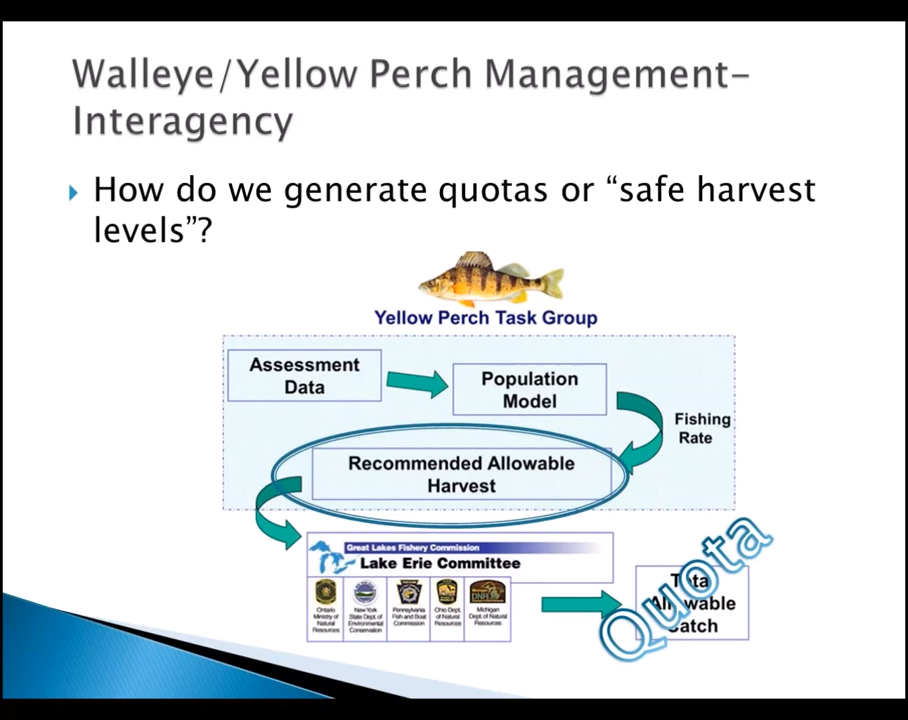 Walleye/Yellow Perch Management-
Interagency
How do we generate quotas or “safe harvest
levels”?
Yellow Perch Task Group
Assessment
Data
Population
Model
Fishing
Rate
Recommended Allowable
Harvest
Great Lakes Fishery Commission
Lake Erie Committee
Ontario
Ministry of
Natural
Resources
New York
State Dept. of
Environmental
Conservation
Pennsylvania
Fish and Boat
Commission
Ohio Dept.
of Natural
Resources
Michigan
Dept. of Natural
Resources
Total
Allowable
Catch
Quota